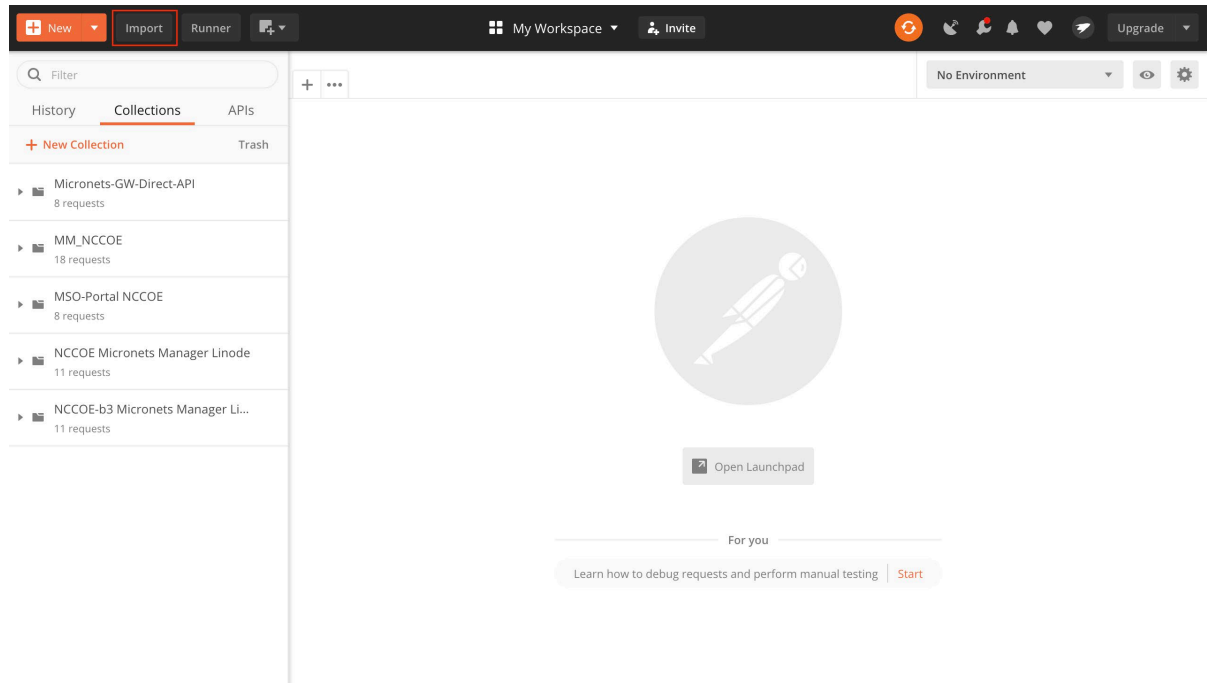 New
Import
Runner
My Workspace
Invite
Upgrade
Filter
History
Collections
APIs
+ New Collection
Trash
Micronets-GW-Direct-API
8 requests
MM_NCCOE
18 requests
MSO-Portal NCCOE
8 requests
NCCOE Micronets Manager Linode
11 requests
NCCOE-b3 Micronets Manager Li...
11 requests
No Environment
Open Launchpad
For you
Learn how to debug requests and perform manual testing
Start